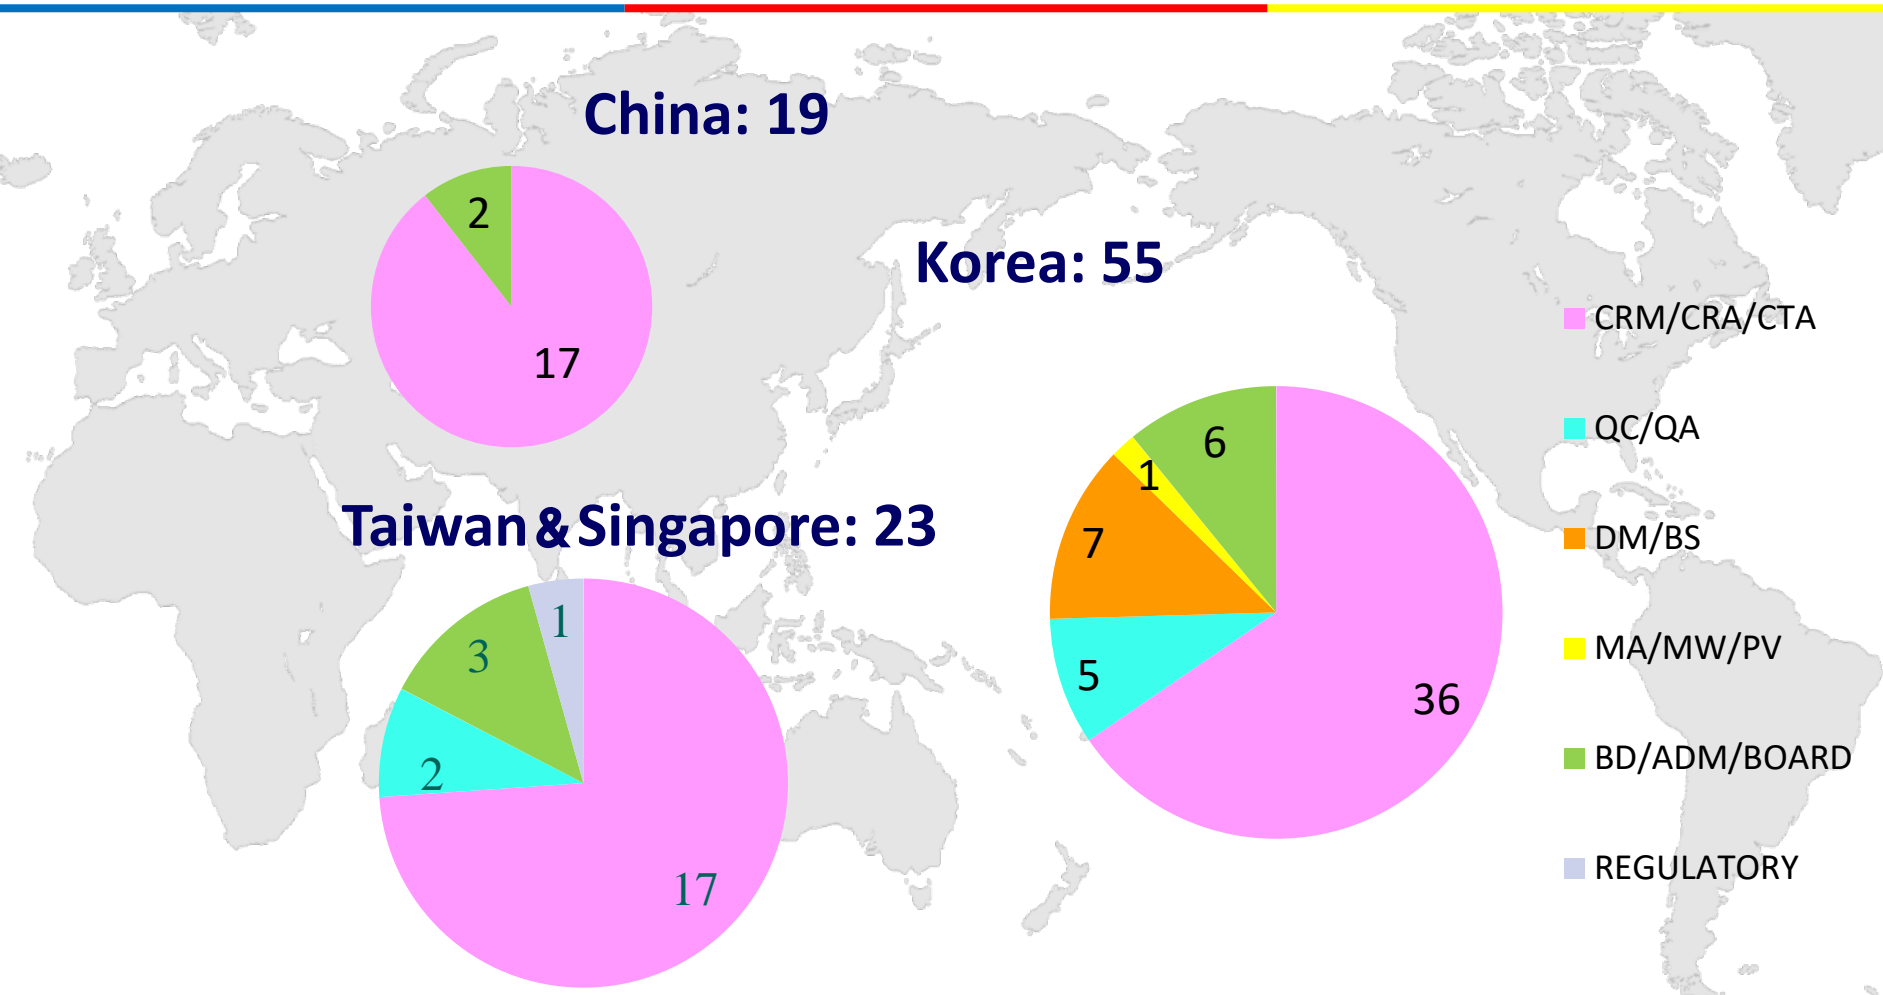 China: 19
2
17
Korea: 55
6
1
7
5
36
Taiwan&Singapore: 23
1
3
2
17
CRM/CRA/CTA
QC/QA
DM/BS
MA/MW/PV
BD/ADM/BOARD
REGULATORY